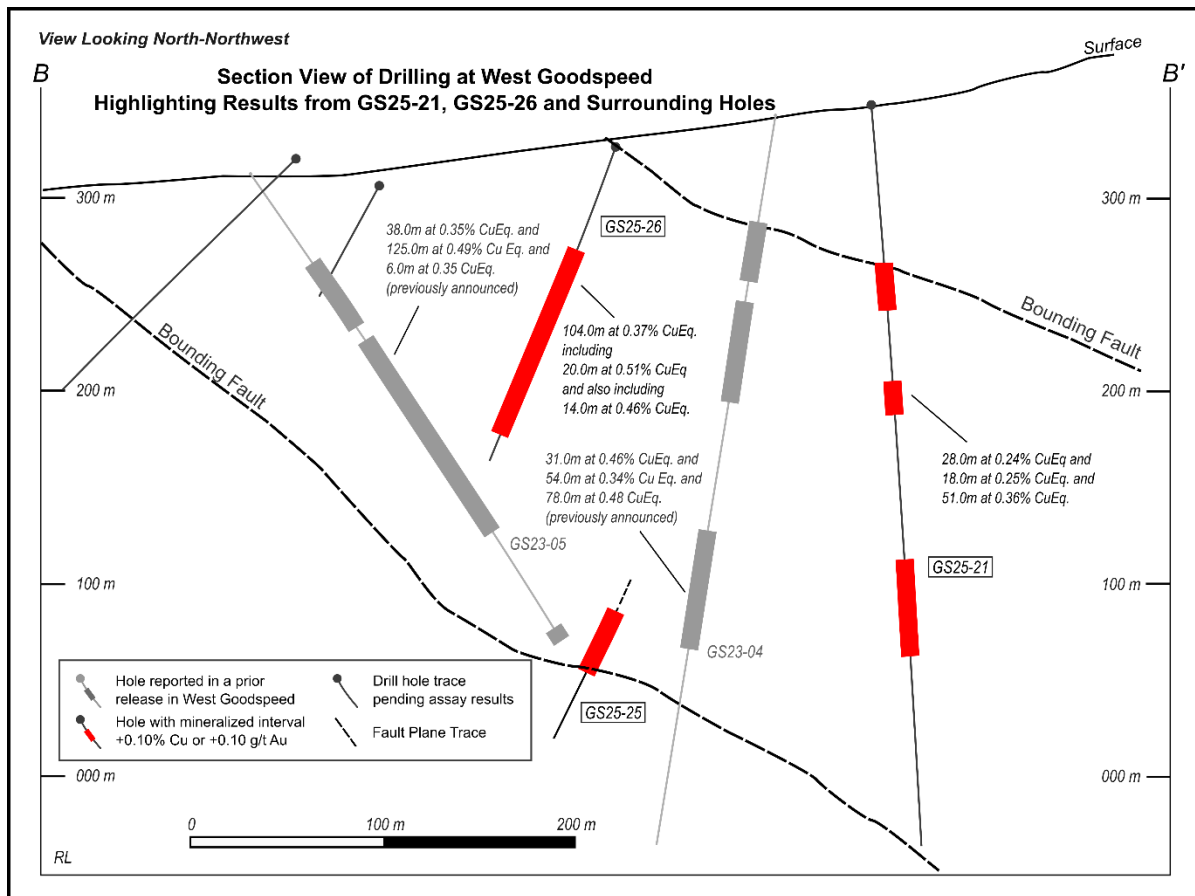 View Looking North-Northwest
B
Section View of Drilling at West Goodspeed
Highlighting Results from GS25-21, GS25-26 and Surrounding Holes
Surface
B'
300 m
300 m
38.0m at 0.35% CuEq. and
125.0m at 0.49% Cu Eq. and
6.0m at 0.35 CuEq.
(previously announced)
GS25-26
Bounding Fault
104.0m at 0.37% CuEq.
including
20.0m at 0.51% CuEq
and also including
14.0m at 0.46% CuEq.
Bounding Fault
200 m
200 m
31.0m at 0.46% CuEq. and
54.0m at 0.34% Cu Eq. and
78.0m at 0.48 CuEq.
(previously announced)
28.0m at 0.24% CuEq and
18.0m at 0.25% CuEq. and
51.0m at 0.36% CuEq.
GS23-05
GS25-21
100 m
100 m
GS23-04
GS25-25
Hole reported in a prior
release in West Goodspeed
Drill hole trace
pending assay results
Hole with mineralized interval
+0.10% Cu or +0.10 g/t Au
Fault Plane Trace
000 m
000 m
0
100 m
200 m
RL